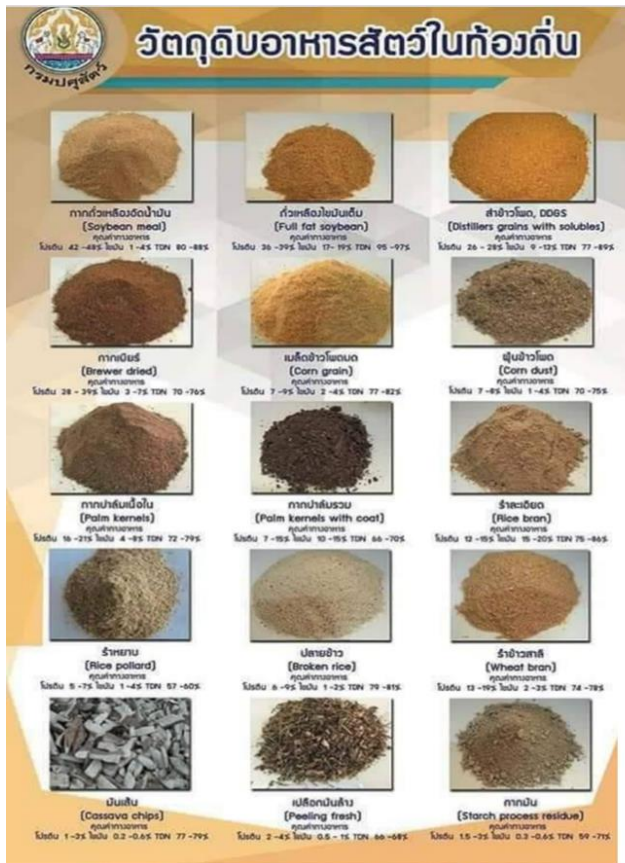 กรมปศุสัตว์
วัตถุดิบอาหารสัตว์ในท้องถิ่น
กากถั่วเหลืองอัดน้ำมัน
(Soybean meal)
คุณค่าทางอาหาร
โปรตีน 42 -48% ไขมัน 1 -4% TDN 80 -88%
ถั่วเหลืองไขมันเต็ม
(Full fat soybean)
คุณค่าทางอาหาร
โปรตีน 36 -39% ไขมัน 17- 19% TDN 95 -97%
ส่าข้าวโพด, DDGS
(Distillers grains with solubles)
คุณค่าทางอาหาร
โปรตีน 26 - 28% ไขมัน 9 -13% TDN 77 -89%
กากเบียร์
(Brewer dried)
คุณค่าทางอาหาร
โปรตีน 28 - 39% ไขมัน 3 -7% TDN 70 -76%
เมล็ดข้าวโพดบด
(Corn grain)
คุณค่าทางอาหาร
โปรตีน 7 -9% ไขมัน 2 -4% TDN 77 -82%
ฝุ่นข้าวโพด
(Corn dust)
คุณค่าทางอาหาร
โปรตีน 7 -8% ไขมัน 1 -4% TDN 70 -75%
กากปาล์มเนื้อใน
(Palm kernels)
คุณค่าทางอาหาร
โปรตีน 16 -21% ไขมัน 4 -8% TDN 72 -79%
กากปาล์มรวม
(Palm kernels with coat)
คุณค่าทางอาหาร
โปรตีน 7 -15% ไขมัน 10 -15% TDN 66 -70%
รำละเอียด
(Rice bran)
คุณค่าทางอาหาร
โปรตีน 12 -15% ไขมัน 15 -20% TDN 75 -86%
รำหยาบ
(Rice pollard)
คุณค่าทางอาหาร
โปรตีน 5 -7% ไขมัน 1 -4% TDN 57 -60%
ปลายข้าว
(Broken rice)
คุณค่าทางอาหาร
โปรตีน 6 -9% ไขมัน 1 -2% TDN 79 -81%
รำข้าวสาลี
(Wheat bran)
คุณค่าทางอาหาร
โปรตีน 13 -19% ไขมัน 2 -3% TDN 74 -78%
มันเส้น
(Cassava chips)
คุณค่าทางอาหาร
โปรตีน 1 -3% ไขมัน 0.2 -0.6% TDN 77 -79%
เปลือกมันล้าง
(Peeling fresh)
คุณค่าทางอาหาร
โปรตีน 2 -4% ไขมัน 0.5 - 1% TDN 66 -68%
กากมัน
(Starch process residue)
คุณค่าทางอาหาร
โปรตีน 1.5 -3% ไขมัน 0.3 -0.6% TDN 59 -71%